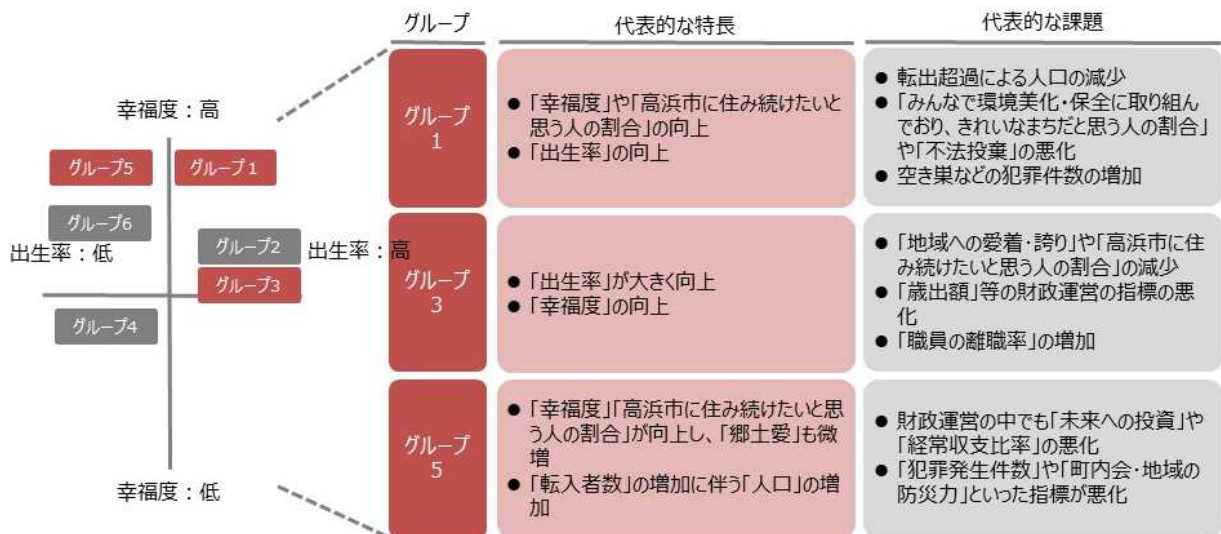 グループ
代表的な特長
代表的な課題
幸福度：高
グループ5
グループ1
グループ6
出生率：低
グループ2
出生率：高
グループ3
グループ4
幸福度：低
グループ
1
● 「幸福度」や「高浜市に住み続けたいと
思う人の割合」の向上
● 「出生率」の向上
● 転出超過による人口の減少
● 「みんなで環境美化・保全に取り組ん
でおり、きれいなまちだと思う人の割合」
や「不法投棄」の悪化
● 空き巣などの犯罪件数の増加
グループ
3
● 「出生率」が大きく向上
● 「幸福度」の向上
● 「地域への愛着・誇り」や「高浜市に住
み続けたいと思う人の割合」の減少
● 「歳出額」等の財政運営の指標の悪
化
● 「職員の離職率」の増加
グループ
5
● 「幸福度」「高浜市に住み続けたいと思
う人の割合」が向上し、「郷土愛」も微
増
● 「転入者数」の増加に伴う「人口」の増
加
● 財政運営の中でも「未来への投資」や
「経常収支比率」の悪化
● 「犯罪発生件数」や「町内会・地域の
防災力」といった指標が悪化